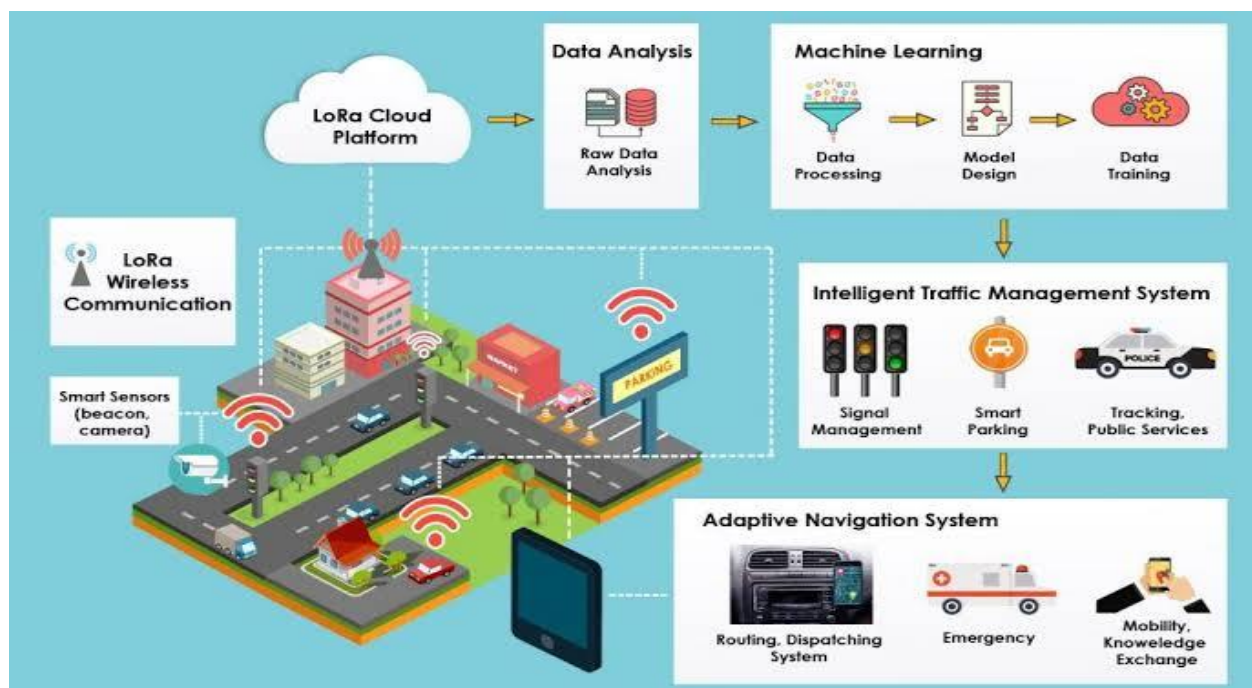 LoRa Cloud
Platform
Data Analysis
Raw Data
Analysis
Machine Learning
Data
Processing
Model
Design
Data
Training
LoRa
Wireless
Communication
Smart Sensors
(beacon,
camera)
MARKET
PARKING
Intelligent Traffic Management System
Signal
Management
Smart
Parking
POLICE
Tracking,
Public Services
Adaptive Navigation System
Routing, Dispatching
System
Emergency
Mobility,
Knoweledge
Exchange